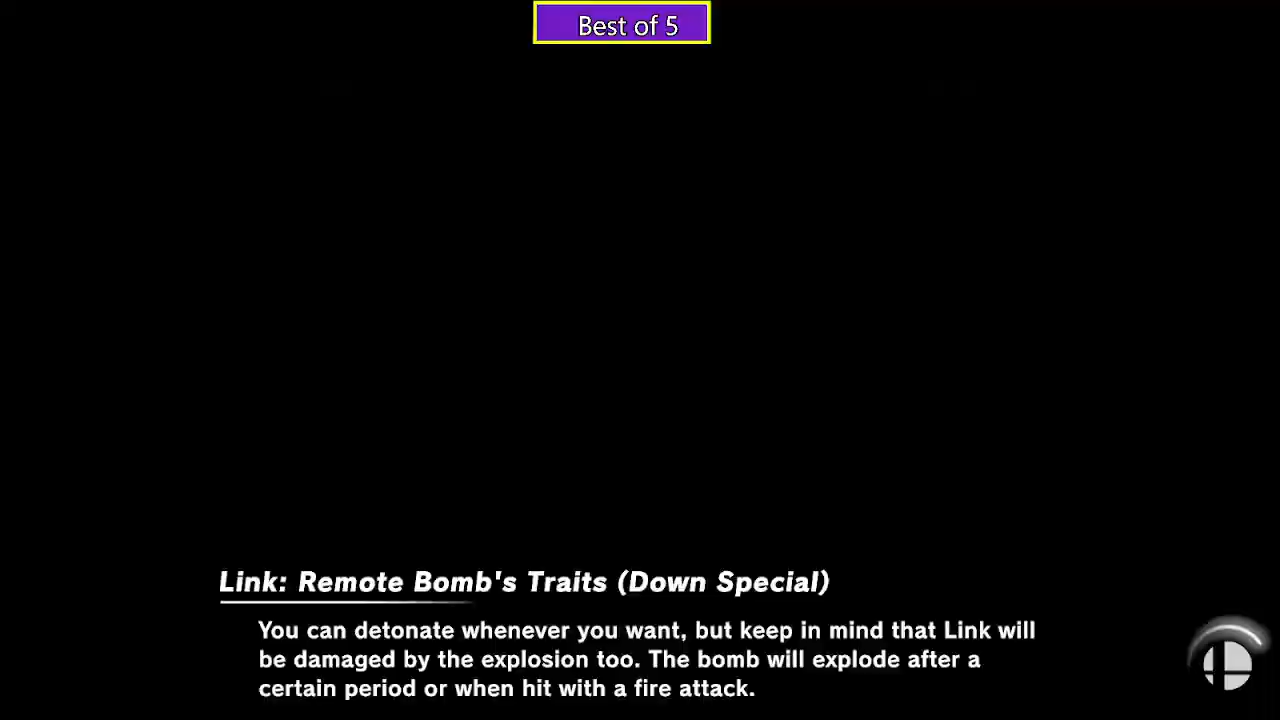 Best of 5
Link: Remote Bomb's Traits (Down Special)
You can detonate whenever you want, but keep in mind that Link will
be damaged by the explosion too. The bomb will explode after a
certain period or when hit with a fire attack.